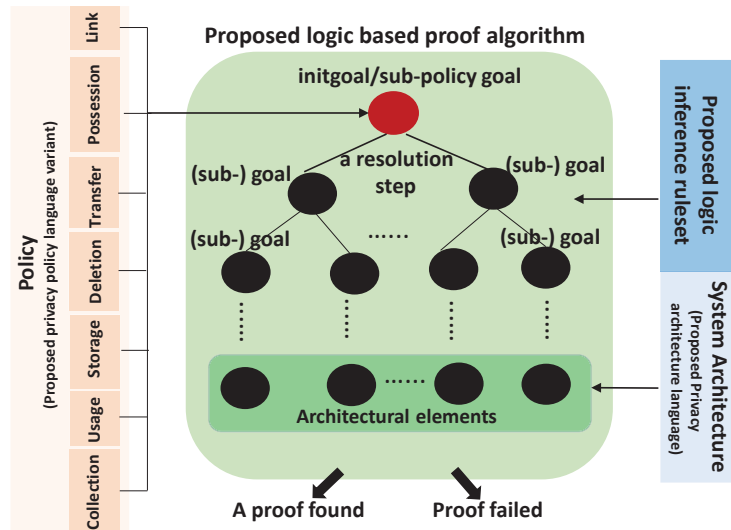 Policy
(Proposed privacy policy language variant)
Link
Possession
Transfer
Deletion
Storage
Usage
Collection
Proposed logic based proof algorithm
initgoal/sub-policy goal
a resolution
step
(sub-) goal
(sub-) goal
(sub-) goal
......
(sub-) goal
......
......
......
......
......
Architectural elements
A proof found
Proof failed
Proposed logic
inference ruleset
System Architecture
(Proposed Privacy
architecture language)